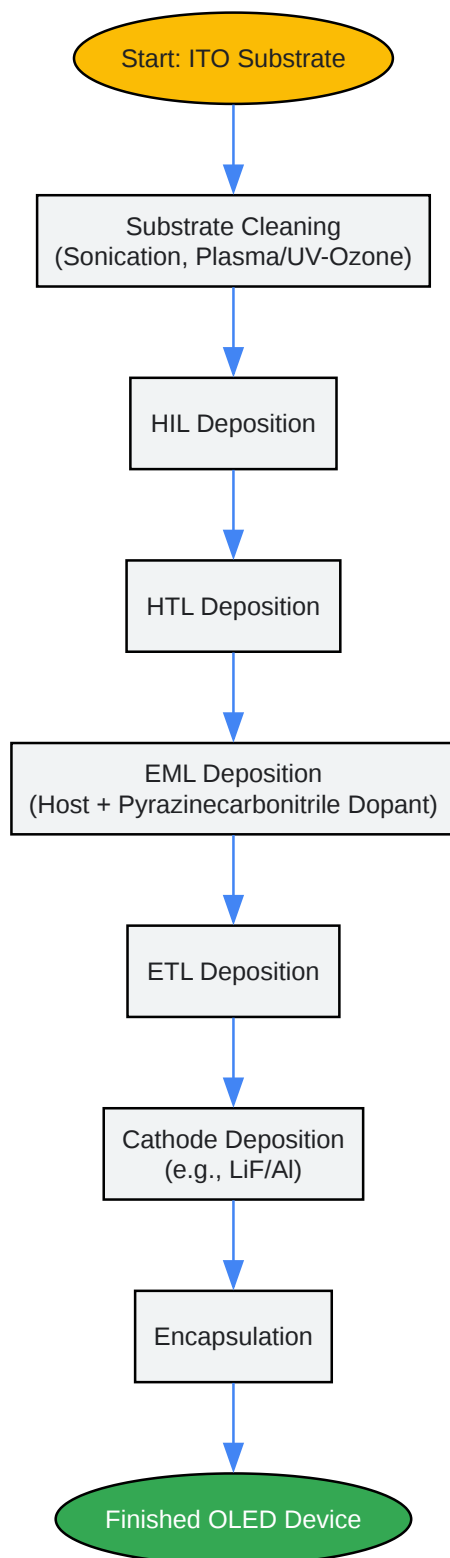 Start: ITO Substrate
Substrate Cleaning
(Sonication, Plasma/UV-Ozone)
HIL Deposition
HTL Deposition
EML Deposition
(Host + Pyrazinecarbonitrile Dopant)
ETL Deposition
Cathode Deposition
(e.g., LiF/Al)
Encapsulation
Finished OLED Device